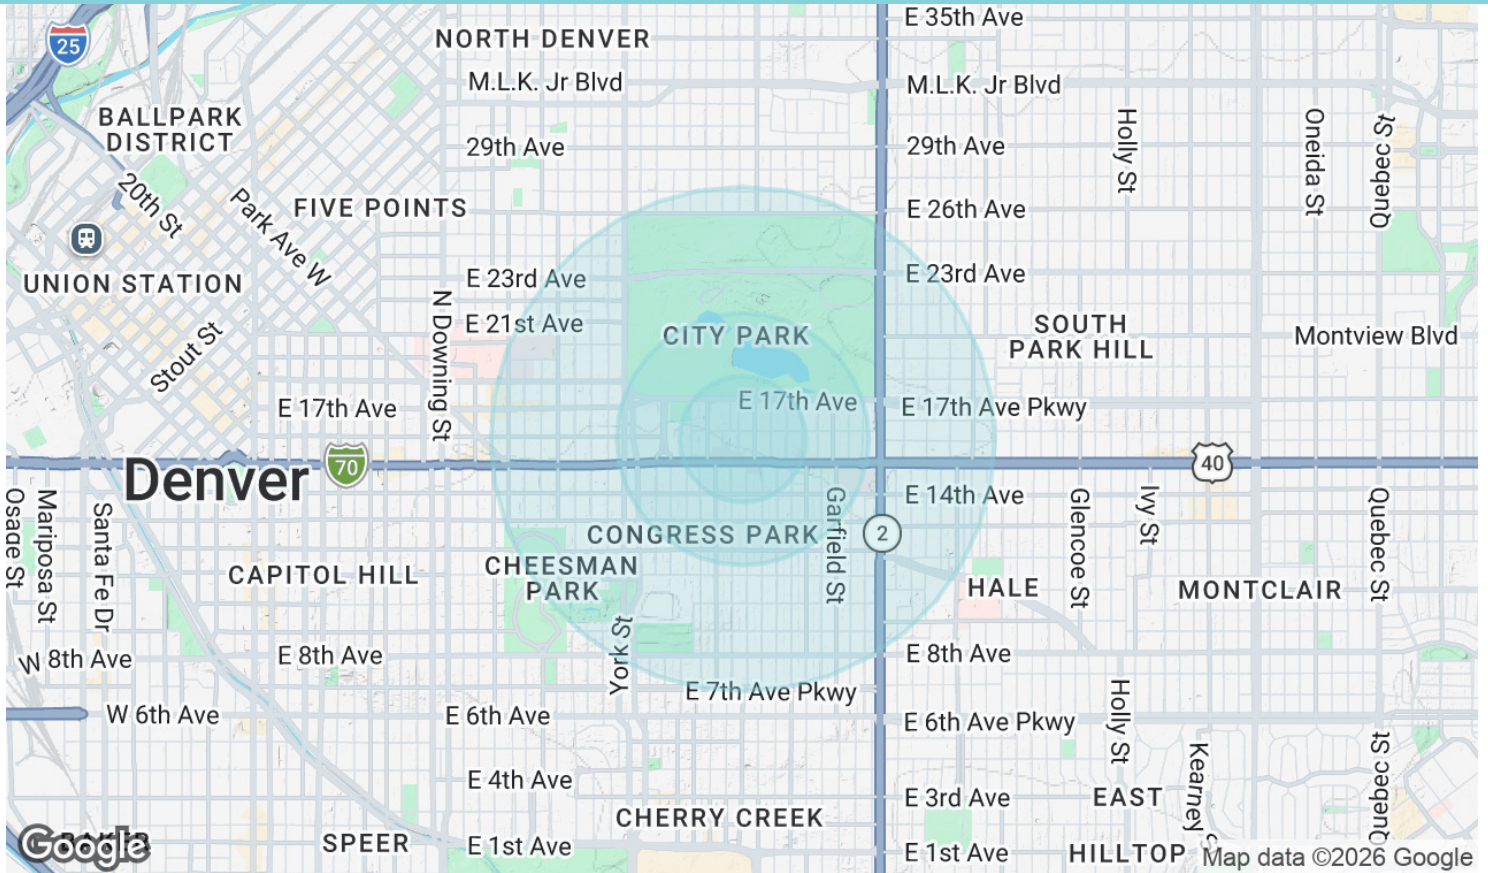 E 35th Ave
25
NORTH DENVER
M.L.K. Jr Blvd
M.L.K. Jr Blvd
BALLPARK
DISTRICT
Holly St
Oneida St
Quebec St
29th Ave
29th Ave
20th St
Park Ave W
FIVE POINTS
E 26th Ave
UNION STATION
E 23rd Ave
E 23rd Ave
N Downing St
E 21st Ave
CITY PARK
SOUTH
PARK HILL
Montview Blvd
Stout St
E 17th Ave
E 17th Ave
E 17th Ave Pkwy
Denver
70
40
Osage St
Mariposa St
Santa Fe Dr
Garfield St
E 14th Ave
Glencoe St
Ivy St
Quebec St
CONGRESS PARK
2
CAPITOL HILL
CHEESMAN
PARK
HALE
MONTCLAIR
York St
W 8th Ave
E 8th Ave
E 8th Ave
E 7th Ave Pkwy
Holly St
W 6th Ave
E 6th Ave
E 6th Ave Pkwy
Kearney S
Quebec St
E 4th Ave
E 3rd Ave
EAST
HILLTOP
CHERRY CREEK
BAKER
Google
SPEER
E 1st Ave
E 1st Ave
Map data ©2026 Google